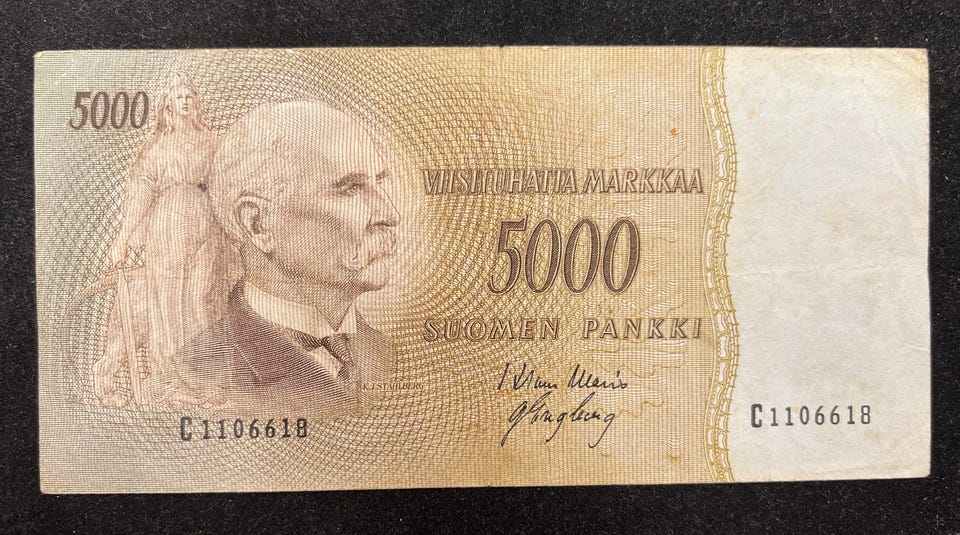 5000
VIISITUHATTA MARKKAA
5000
SUOMEN PANKKI
K.J.STÅHLBERG
C1106618
C1106618